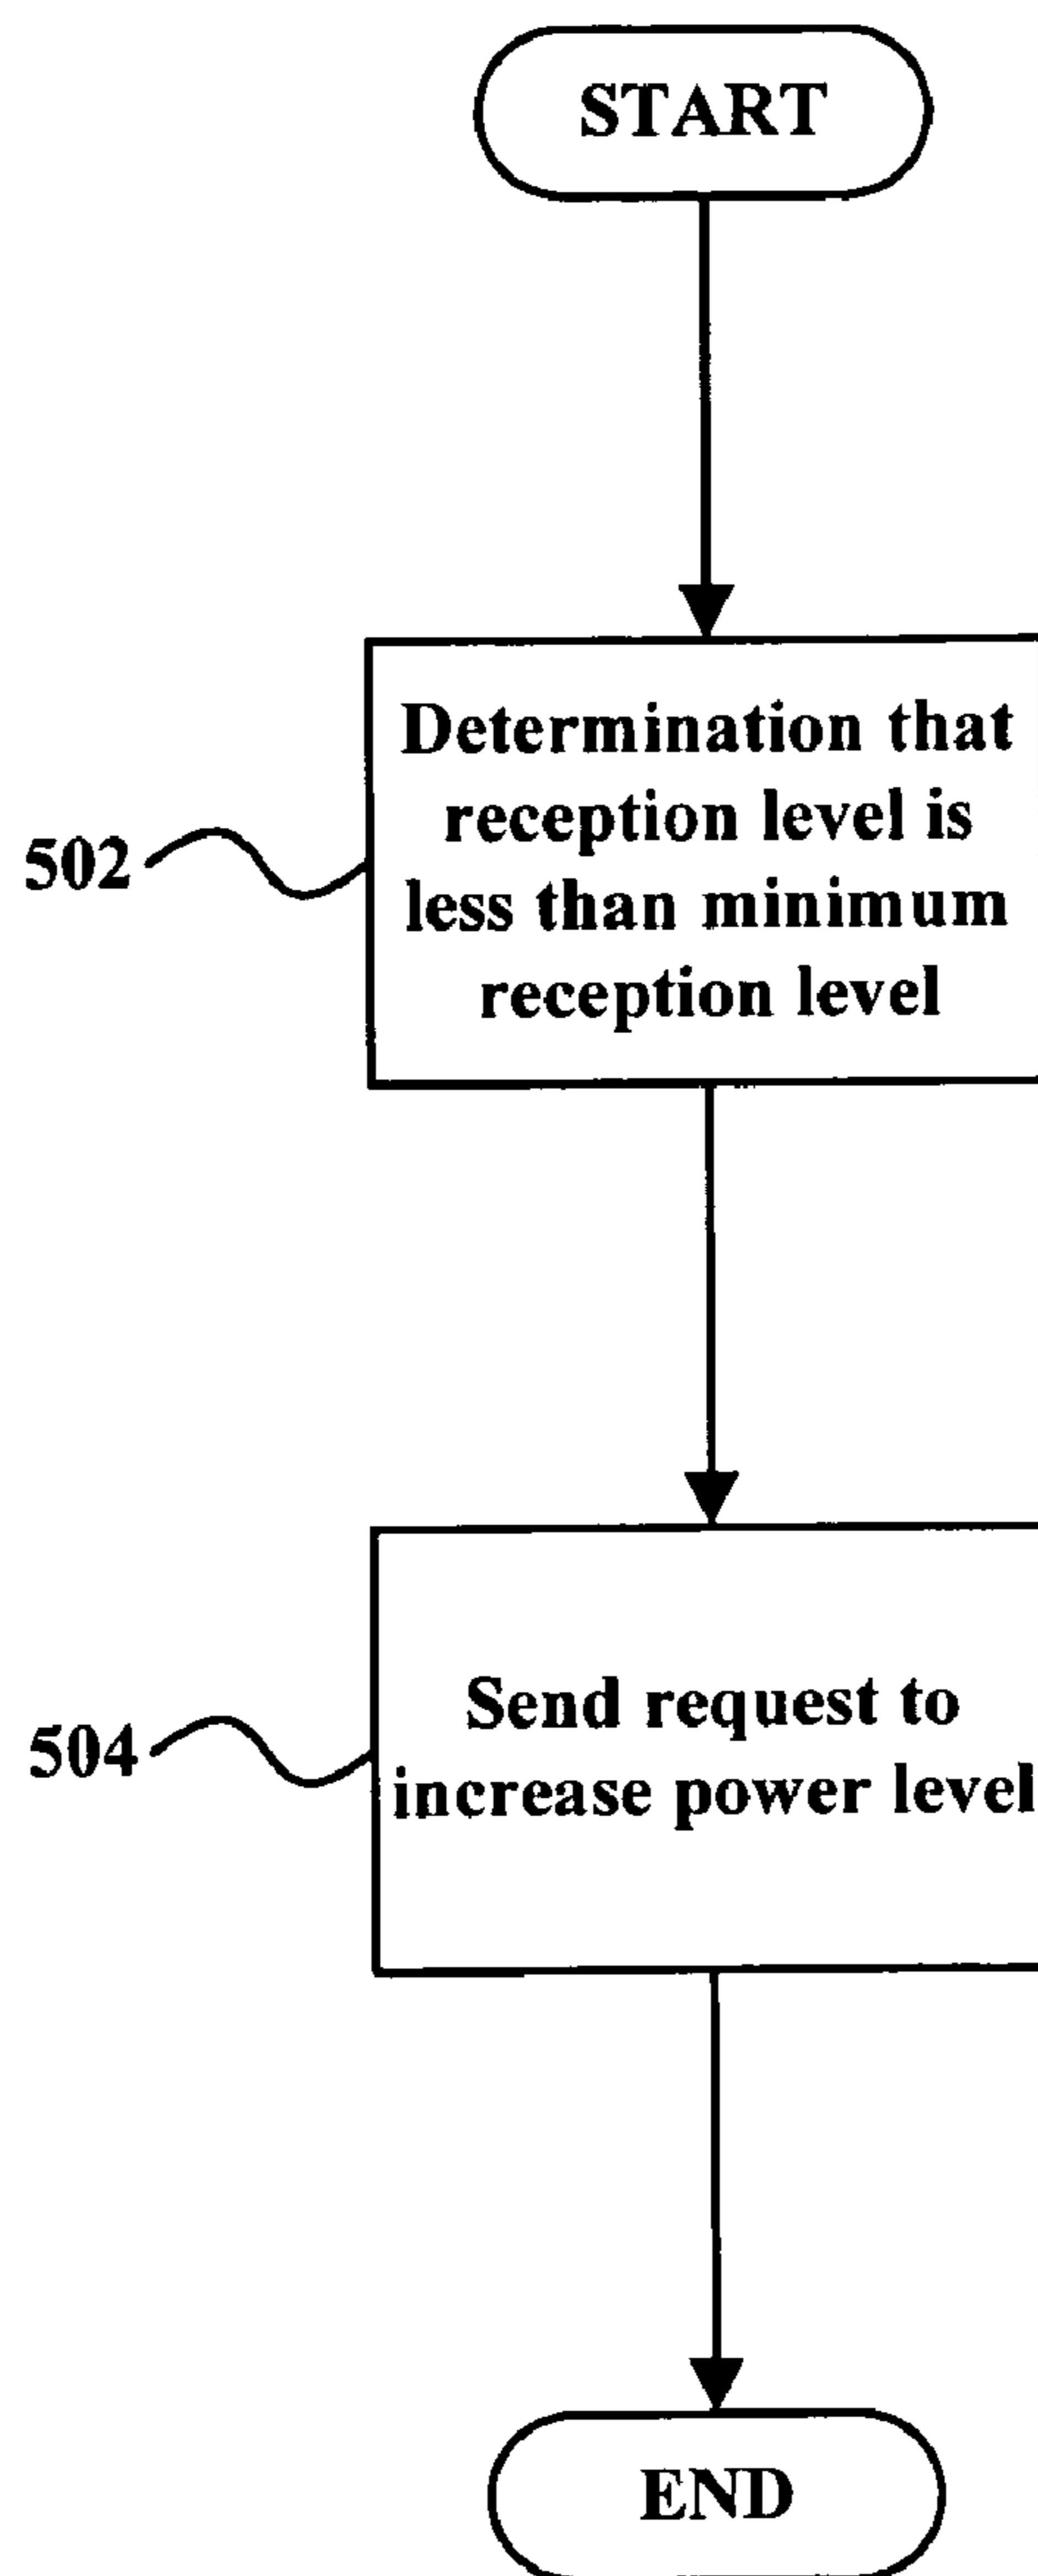 START
Determination that
reception level is
less than minimum
reception level
502
Send request to
increase power level
504
END